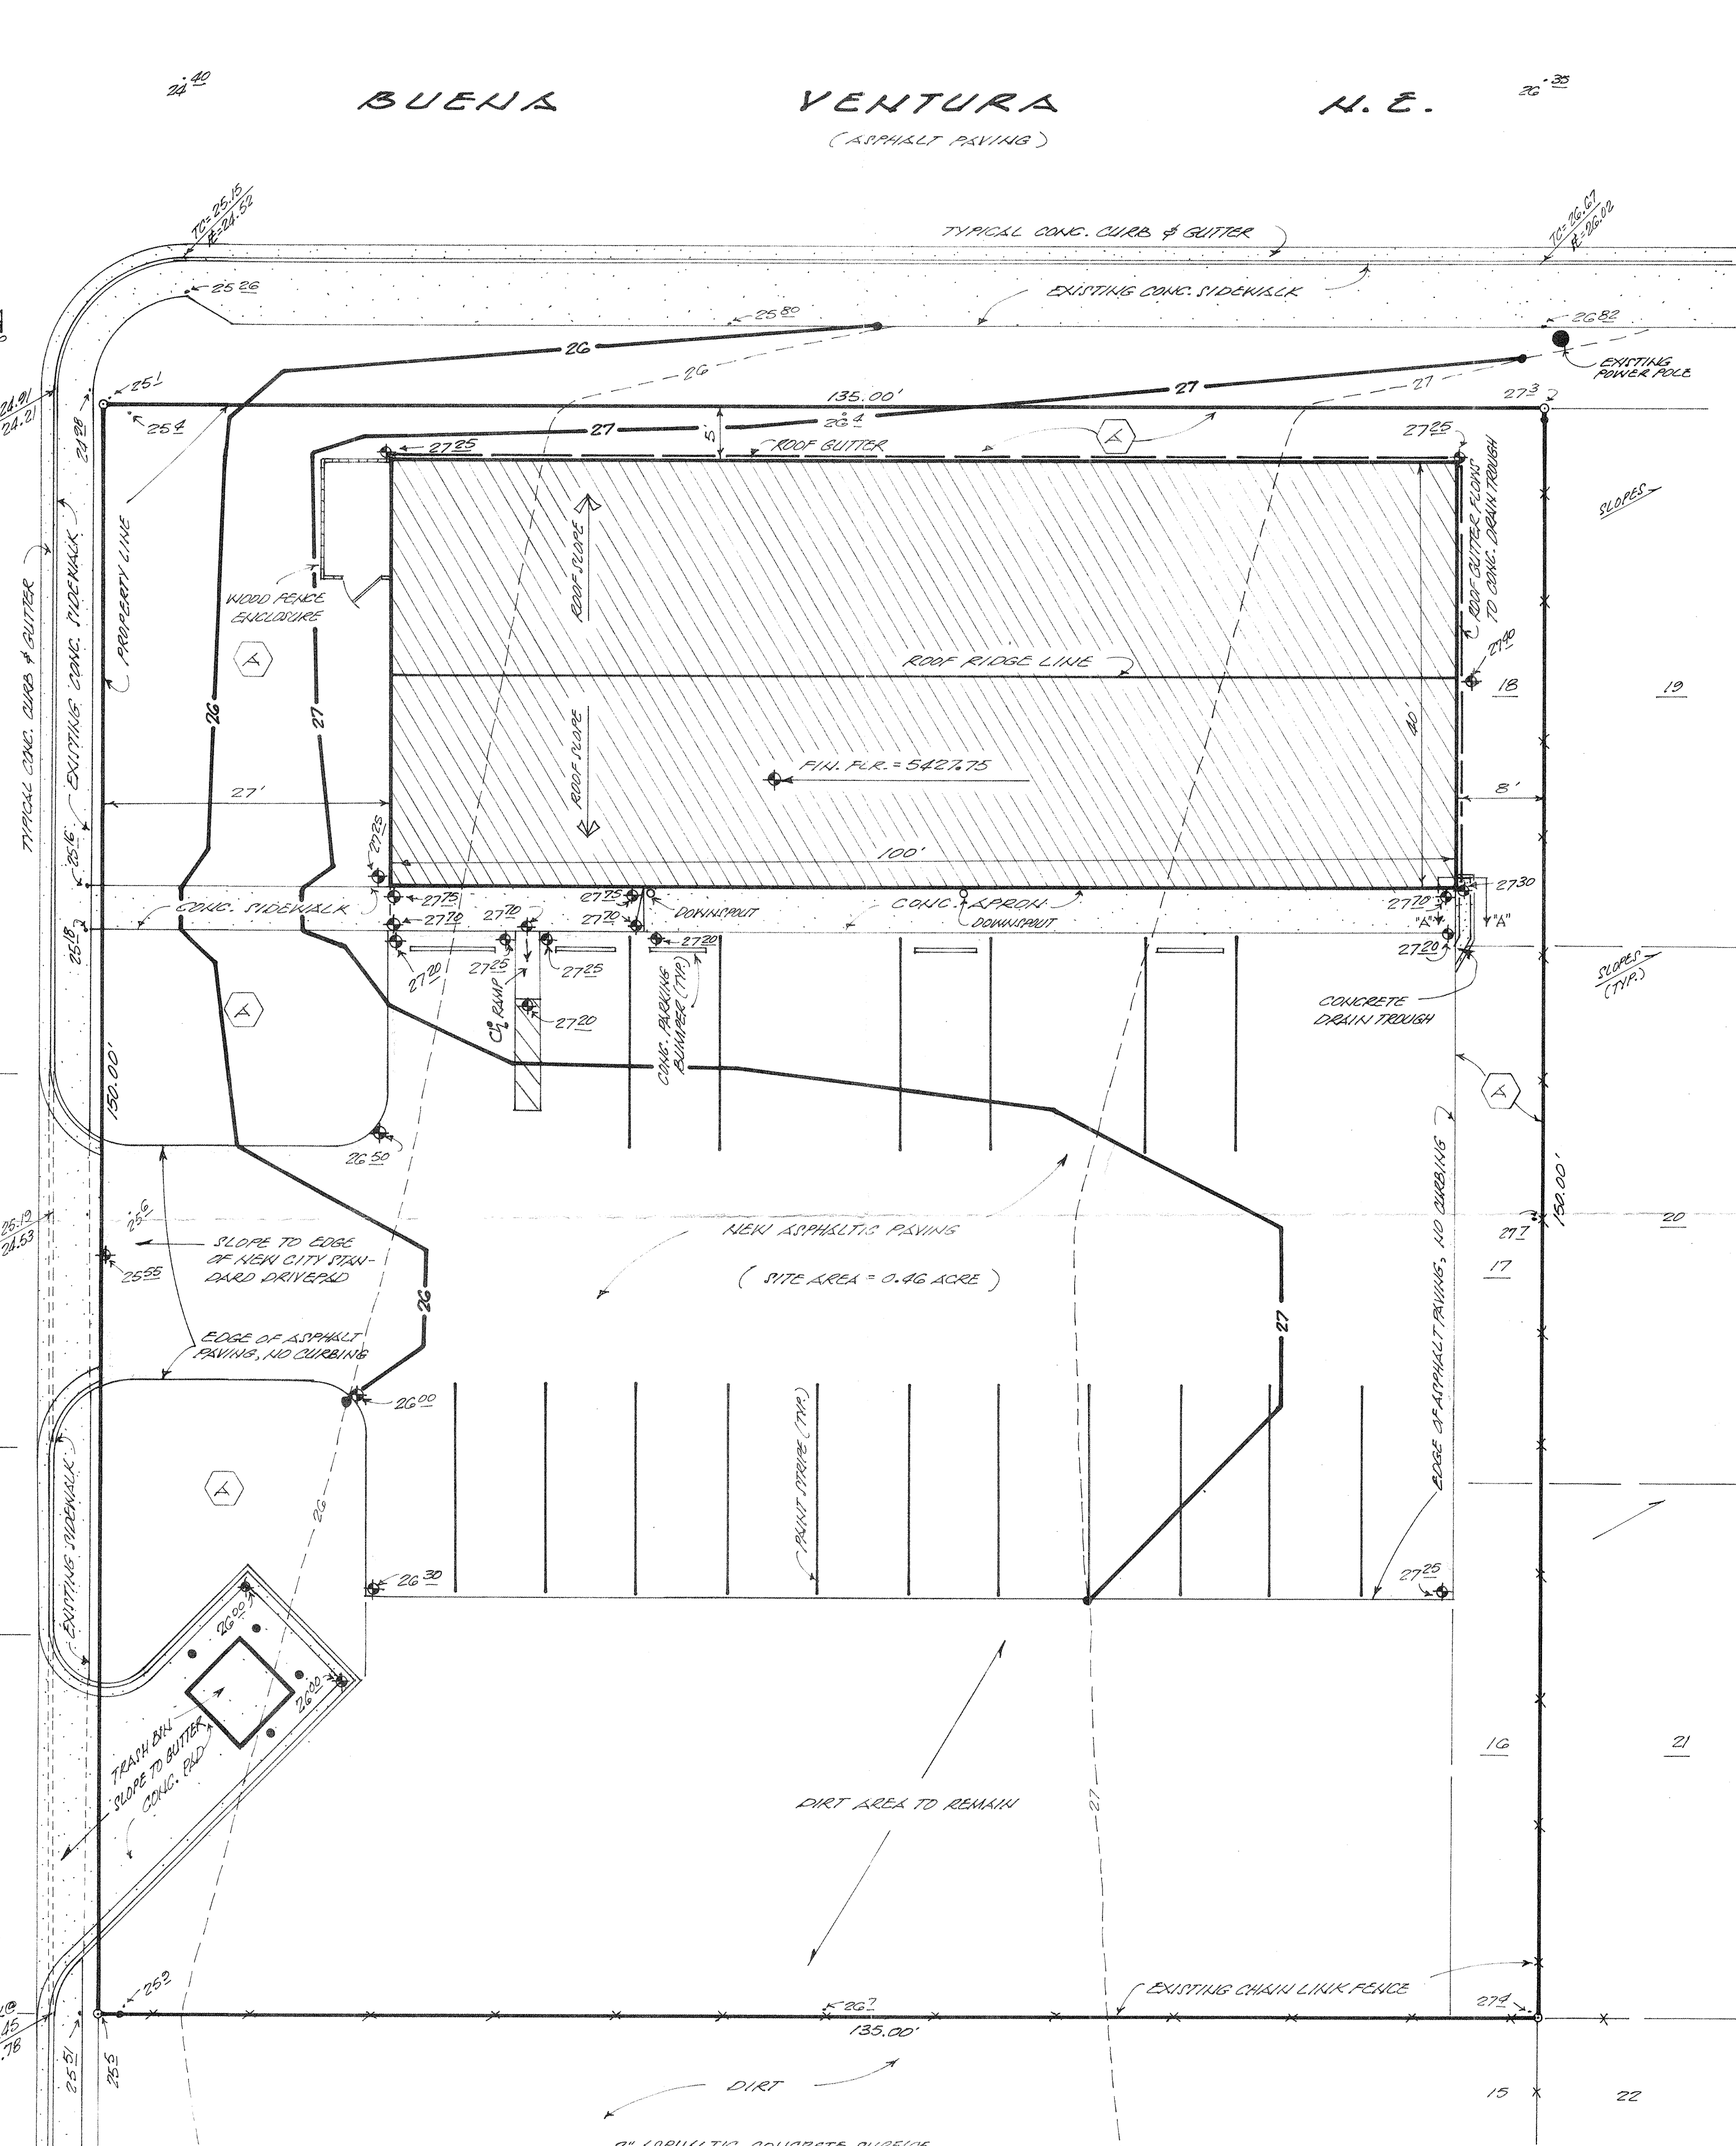 24.40
26.35
BUENA VENTURA N.E.
(ASPHALT PAVING)
TC=25.15
FL=24.52
TC=26.67
FL=26.02
TYPICAL CONC. CURB & GUTTER
EXISTING CONC. SIDEWALK
25 26
25 80
26 82
26
26
27
27
EXISTING
POWER POLE
25 1
25 4
24.91
24.21
24 98
135.00'
26 4
27 3
27
5'
A
27 25
ROOF GUTTER
27 25
SLOPES
ROOF GUTTER FLOWS
TO CONC. DRAIN TROUGH
ROOF SLOPE
PROPERTY LINE
EXISTING CONC. SIDEWALK
TYPICAL CONC. CURB & GUTTER
WOOD FENCE
ENCLOSURE
A
ROOF RIDGE LINE
27 90
18
19
26
27
40'
ROOF SLOPE
FIN. FLR. = 5427.75
27'
8'
27 25
25 16
100'
27 30
CONC. SIDEWALK
27 75
27 75
27 70
27 70
27 70
DOWNSPOUT
CONC. APRON
DOWNSPOUT
27 70
"A"
"A"
25 18
27 20
27 25
27 25
27 20
27 20
SLOPES
(TYP.)
RAMP
CONC. PARKING
BUMPER (TYP.)
CONCRETE
DRAIN TROUGH
A
27 20
150.00'
A
26 50
25.19
24.53
25 6
SLOPE TO EDGE
OF NEW CITY STAN-
DARD DRIVEPAD
25 55
NEW ASPHALTIC PAVING
(SITE AREA = 0.46 ACRE)
150.00'
27 7
20
17
26
27
EDGE OF ASPHALT
PAVING, NO CURBING
EDGE OF ASPHALT PAVING, NO CURBING
26 00
PAINT STRIPE (TYP.)
A
26
EXISTING SIDEWALK
26 30
27 25
26 00
26 00
TRASH BIN
SLOPE TO GUTTER
CONC. PAD
16
21
27
DIRT AREA TO REMAIN
EXISTING CHAIN LINK FENCE
26 7
27 4
135.00'
45
.78
25 51
25 5
DIRT
15
22